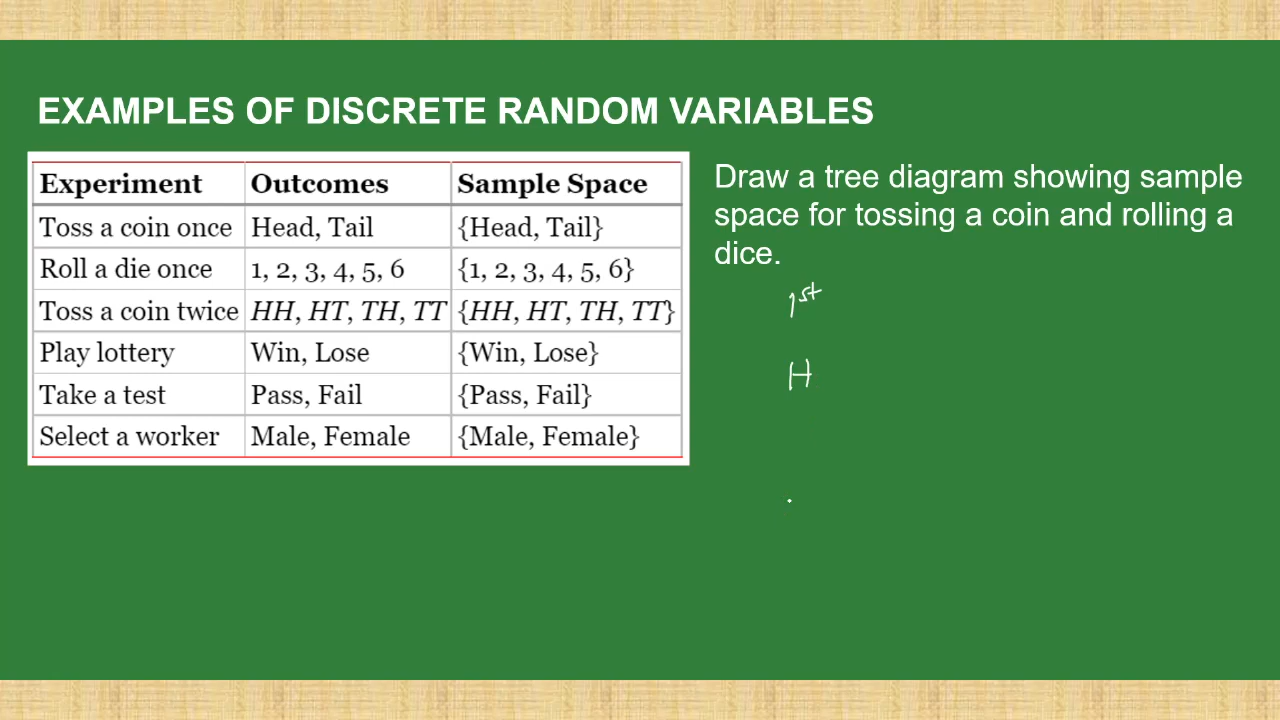 EXAMPLES OF DISCRETE RANDOM VARIABLES
Experiment Outcomes Sample Space
Toss a coin once Head, Tail {Head, Tail}
Roll a die once 1, 2, 3, 4, 5, 6 {1, 2, 3, 4, 5, 6}
Toss a coin twice HH, HT, TH, TT {HH, HT, TH, TT}
Play lottery Win, Lose {Win, Lose}
Take a test Pass, Fail {Pass, Fail}
Select a worker Male, Female {Male, Female}
Draw a tree diagram showing sample
space for tossing a coin and rolling a
dice.
1st
H